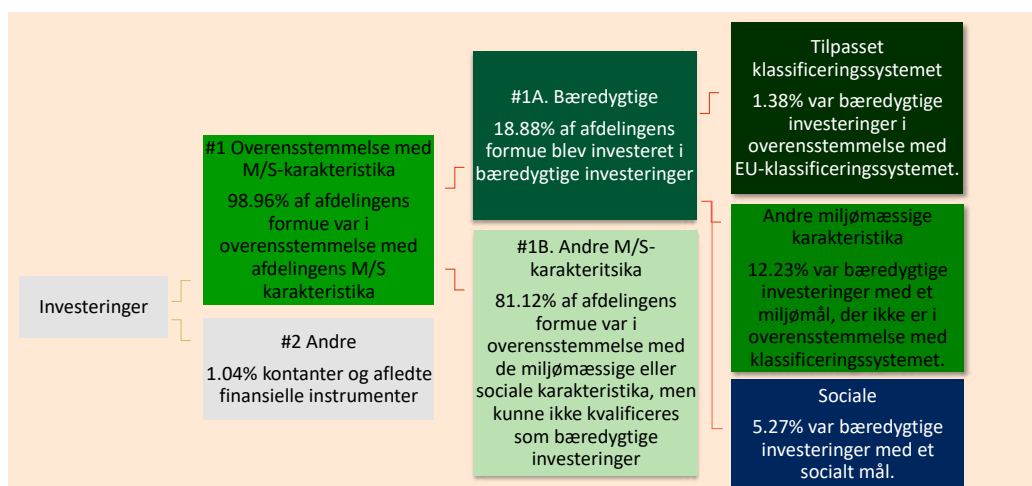 Investeringer
#1 Overensstemmelse med
M/S-karakteristika
98.96% af afdelingens
formue var i
overensstemmelse med
afdelingens M/S
karakteristika
#2 Andre
1.04% kontanter og afledte
finansielle instrumenter
#1A. Bæredygtige
18.88% af afdelingens
formue blev investeret i
bæredygtige investeringer
#1B. Andre M/S-
karakteritsika
81.12% af afdelingens
formue var i
overensstemmelse med
de miljømæssige eller
sociale karakteristika, men
kunne ikke kvalificeres
som bæredygtige
investeringer
Tilpasset
klassificeringssystemet
1.38% var bæredygtige
investeringer i
overensstemmelse med
EU-klassificeringssystemet.
Andre miljømæssige
karakteristika
12.23% var bæredygtige
investeringer med et
miljømål, der ikke er i
overensstemmelse med
klassificeringssystemet.
Sociale
5.27% var bæredygtige
investeringer med et
socialt mål.